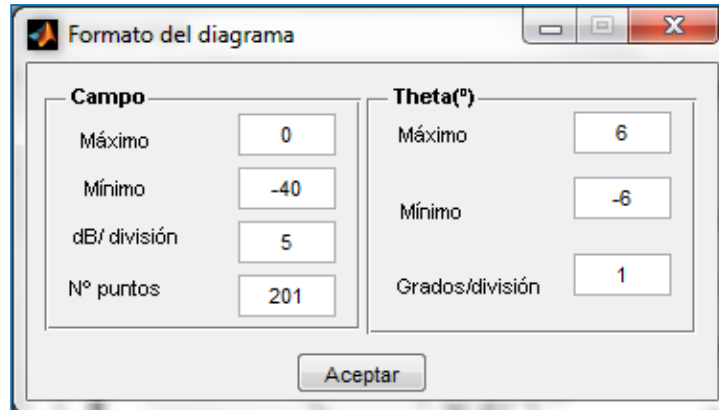 Formato del diagrama
Campo
Máximo 0
Mínimo -40
dB/ división 5
Nº puntos 201
Theta(º)
Máximo 6
Mínimo -6
Grados/división 1
Aceptar